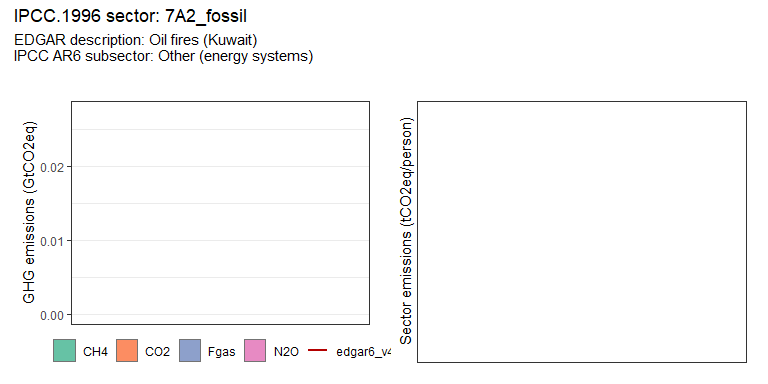 IPCC.1996 sector: 7A2_fossil
EDGAR description: Oil fires (Kuwait)
IPCC AR6 subsector: Other (energy systems)
GHG emissions (GtCO2eq)
0.02
0.01
0.00
CH4 CO2 Fgas N2O edgar6_v4
Sector emissions (tCO2eq/person)